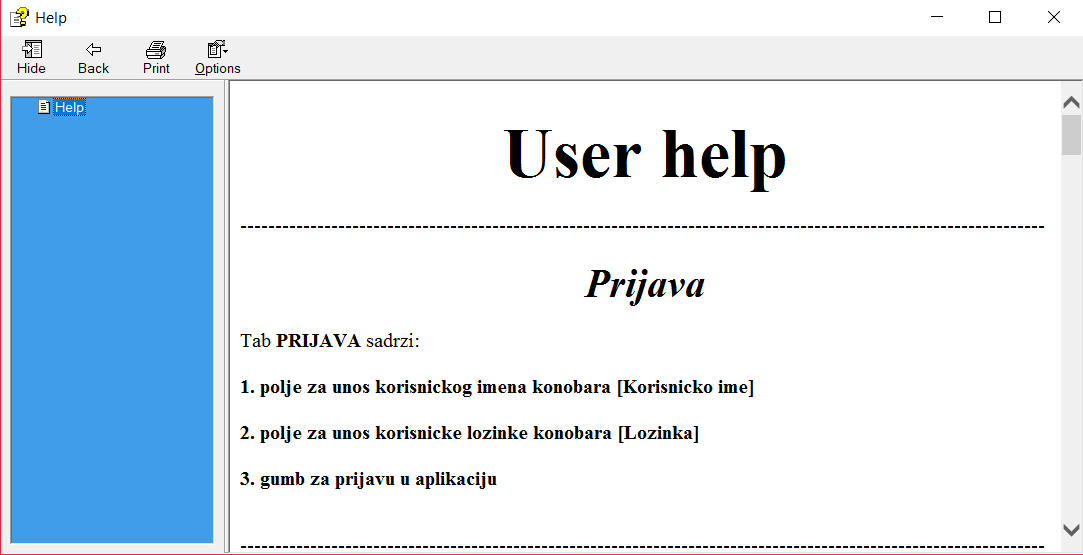 Help
Hide Back Print Options
Help
User help
--------------------------------------------------------------------------------------------------------------------
Prijava
Tab PRIJAVA sadrzi:
1. polje za unos korisnickog imena konobara [Korisnicko ime]
2. polje za unos korisnicke lozinke konobara [Lozinka]
3. gumb za prijavu u aplikaciju
--------------------------------------------------------------------------------------------------------------------